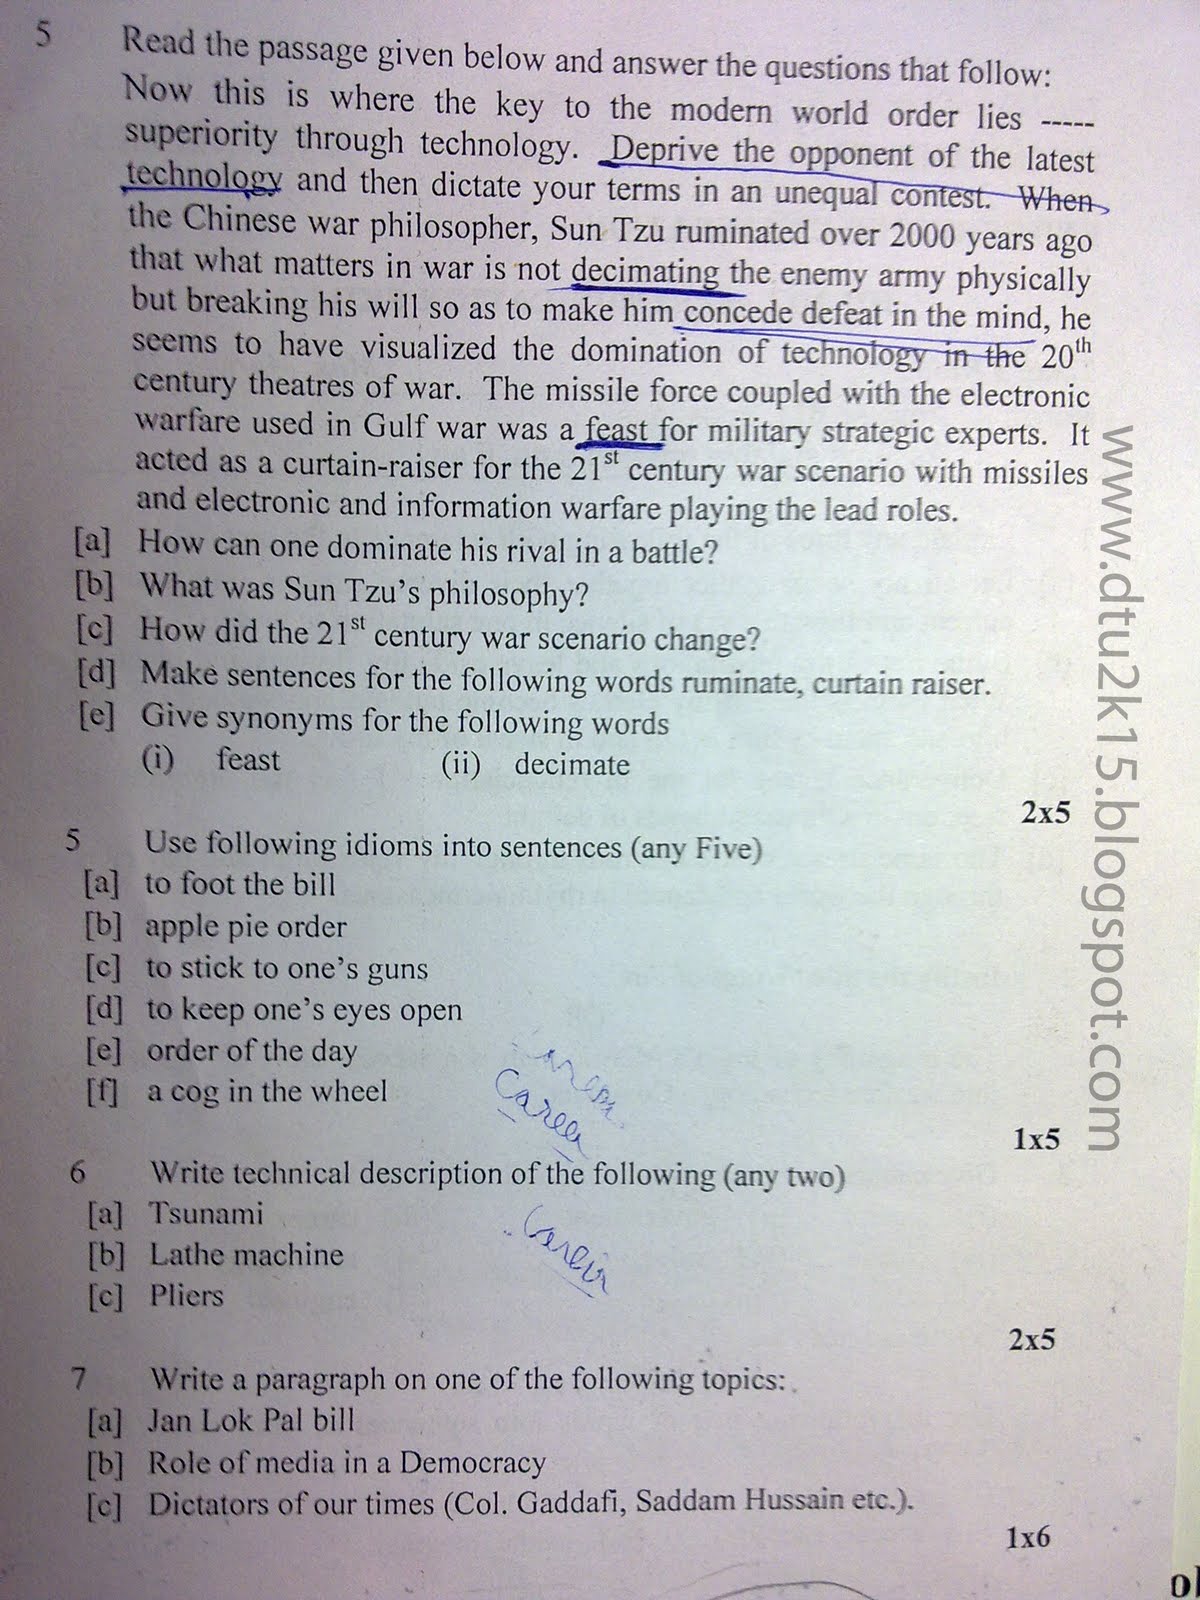 5 Read the passage given below and answer the questions that follow:
Now this is where the key to the modern world order lies -----
superiority through technology. Deprive the opponent of the latest
technology and then dictate your terms in an unequal contest. When
the Chinese war philosopher, Sun Tzu ruminated over 2000 years ago
that what matters in war is not decimating the enemy army physically
but breaking his will so as to make him concede defeat in the mind, he
seems to have visualized the domination of technology in the 20th
century theatres of war. The missile force coupled with the electronic
warfare used in Gulf war was a feast for military strategic experts. It
acted as a curtain-raiser for the 21st century war scenario with missiles
and electronic and information warfare playing the lead roles.
[a] How can one dominate his rival in a battle?
[b] What was Sun Tzu's philosophy?
[c] How did the 21st century war scenario change?
[d] Make sentences for the following words ruminate, curtain raiser.
[e] Give synonyms for the following words
(i) feast (ii) decimate
2x5
5 Use following idioms into sentences (any Five)
[a] to foot the bill
[b] apple pie order
[c] to stick to one's guns
[d] to keep one's eyes open
[e] order of the day
[f] a cog in the wheel
Career
1x5
6 Write technical description of the following (any two)
[a] Tsunami
[b] Lathe machine
[c] Pliers
2x5
7 Write a paragraph on one of the following topics:
[a] Jan Lok Pal bill
[b] Role of media in a Democracy
[c] Dictators of our times (Col. Gaddafi, Saddam Hussain etc.).
1x6
www.dtu2k15.blogspot.com